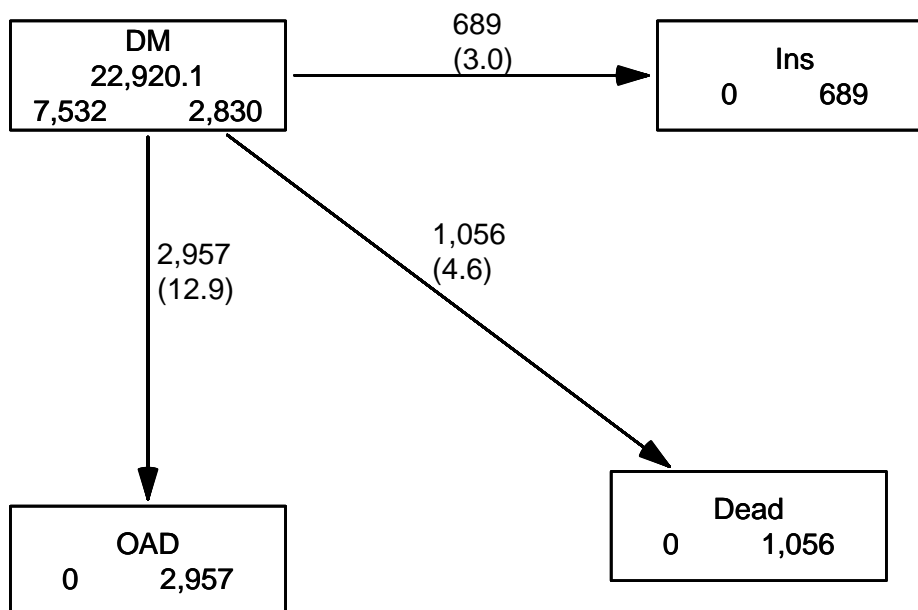 DM
22,920.1
7,532 2,830
689
(3.0)
Ins
0 689
2,957
(12.9)
1,056
(4.6)
OAD
0 2,957
Dead
0 1,056